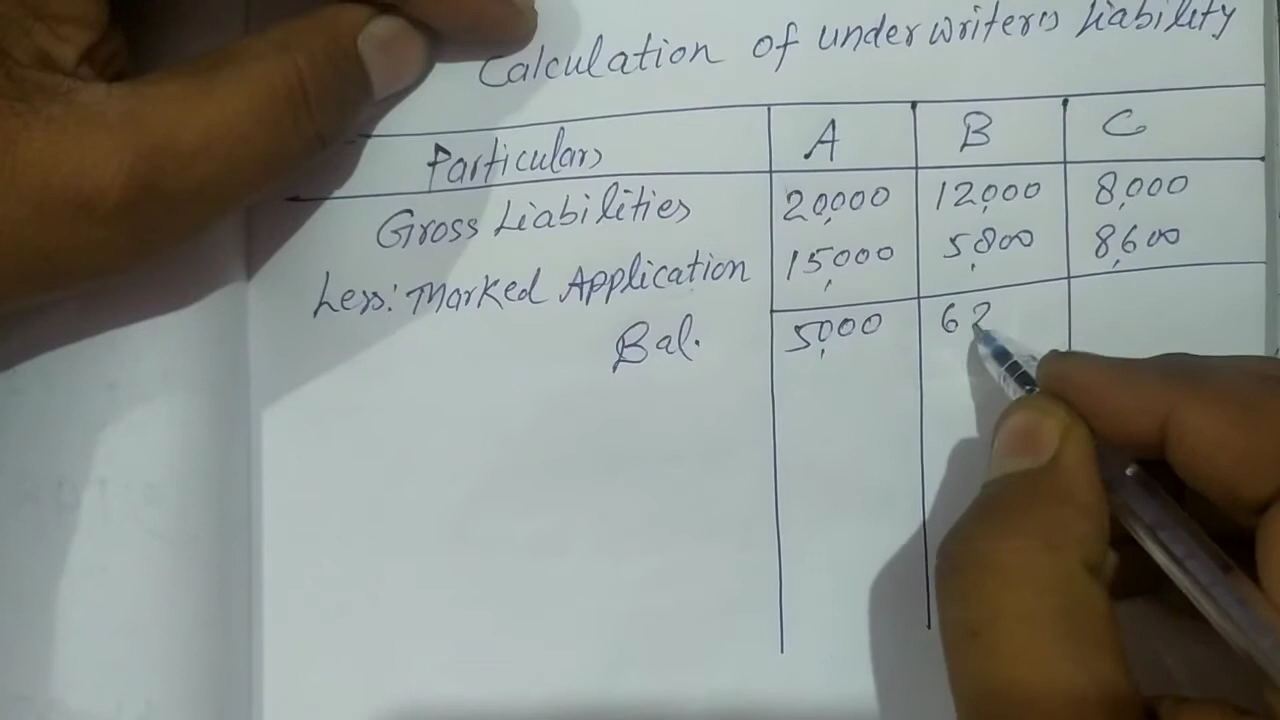 Calculation of underwriter's liability
Particulars A B C
Gross Liabilities 20,000 12,000 8,000
Less: Marked Application 15,000 5,800 8,600
Bal. 5,000 62